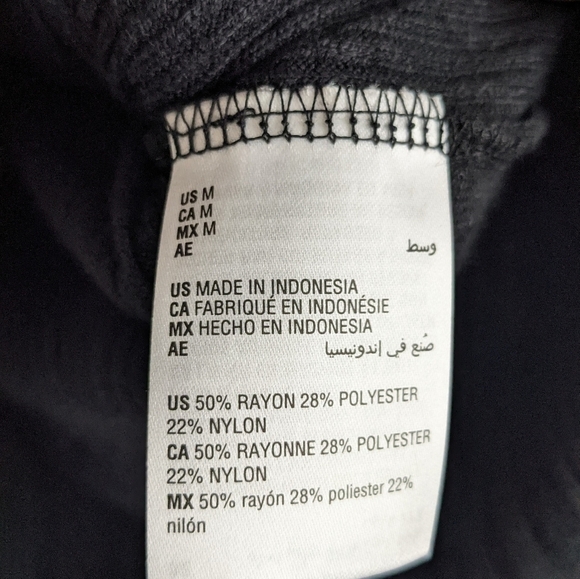 US M
CA M
MX M
AE وسط
US MADE IN INDONESIA
CA FABRIQUÉ EN INDONÉSIE
MX HECHO EN INDONESIA
AE صُنع في إندونيسيا
US 50% RAYON 28% POLYESTER
22% NYLON
CA 50% RAYONNE 28% POLYESTER
22% NYLON
MX 50% rayón 28% poliester 22%
nilón